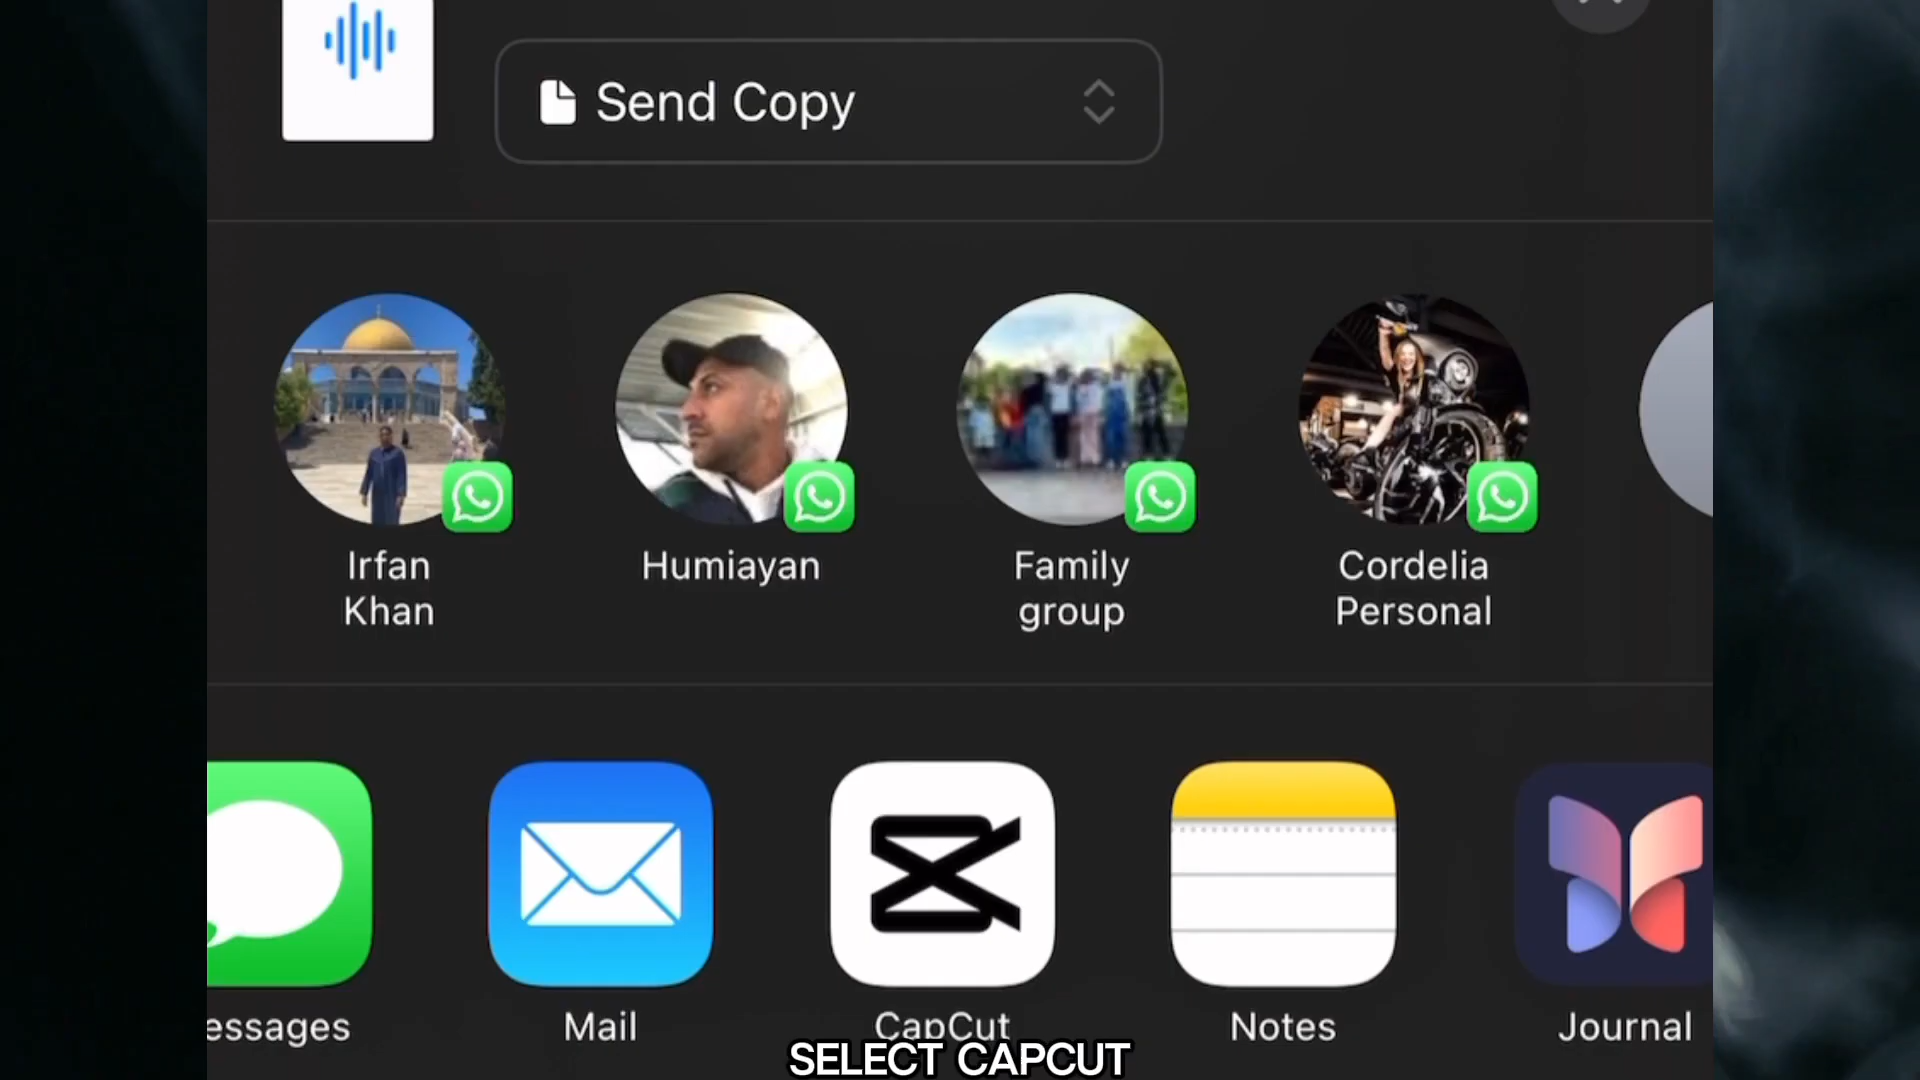 Send Copy
Irfan
Khan
Humiayan
Family
group
Cordelia
Personal
essages
Mail
CapCut
Notes
Journal
SELECT CAPCUT